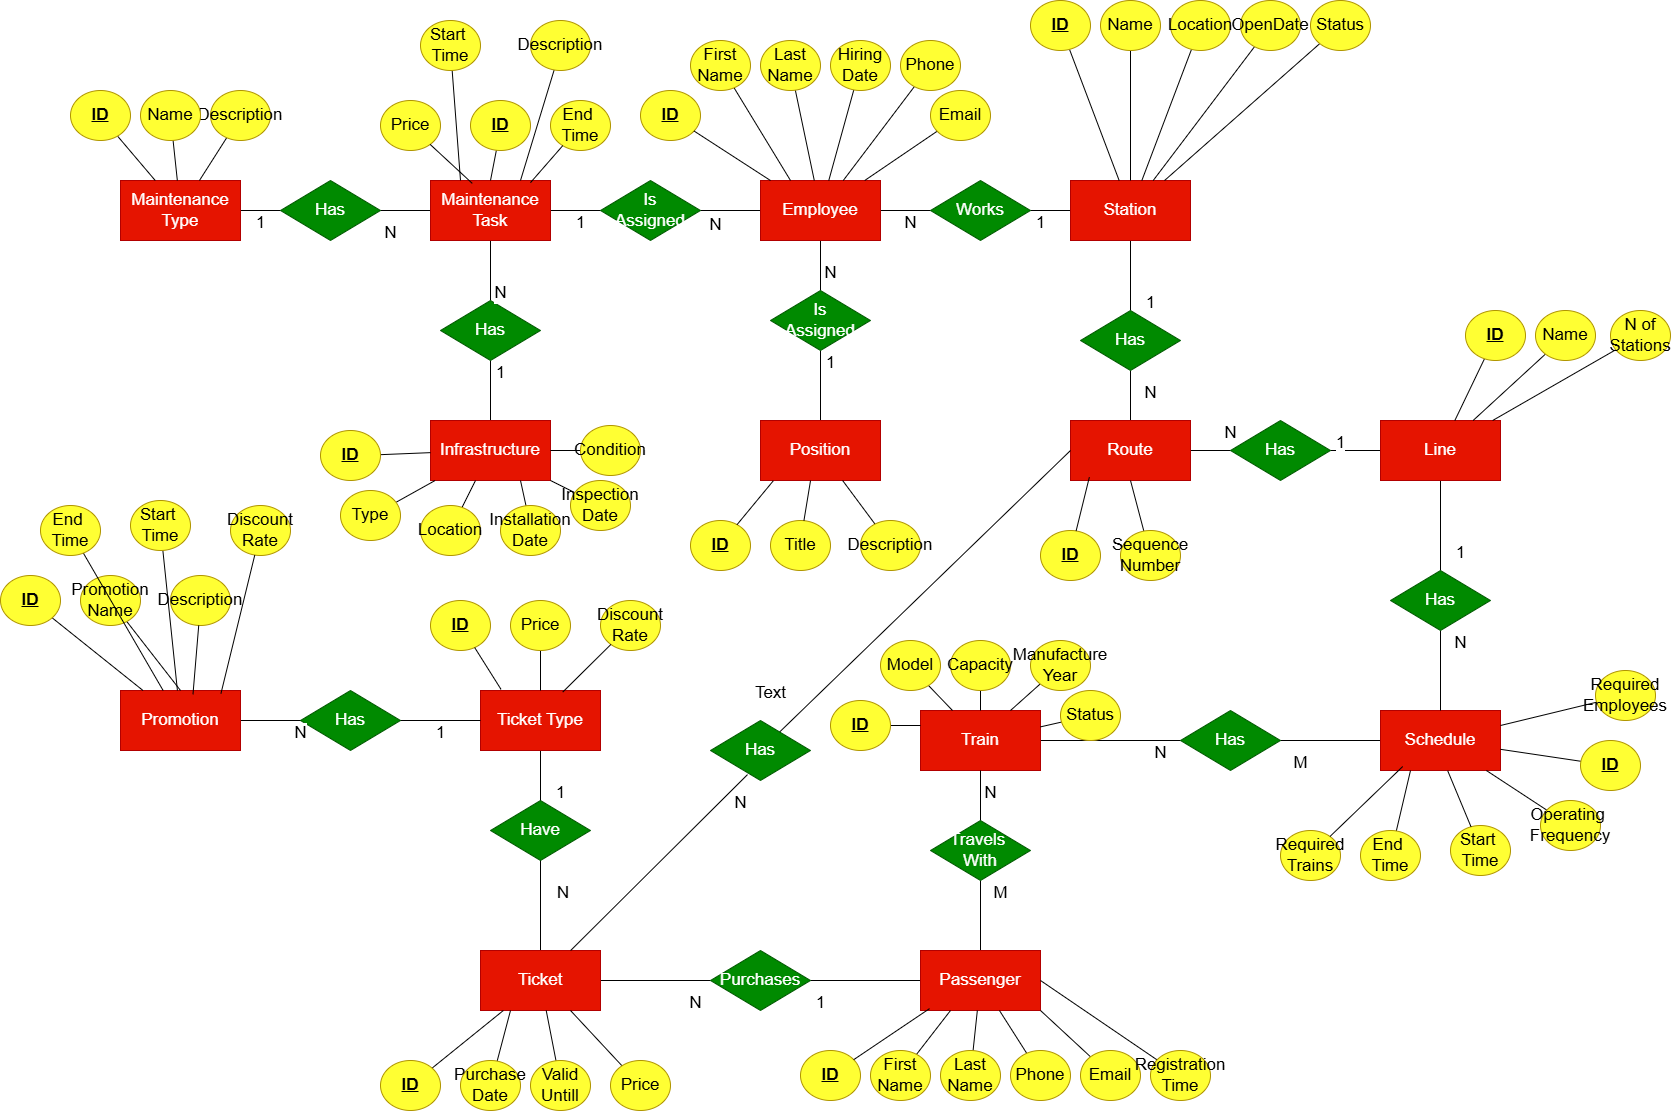 ID
Name
Location
OpenDate
Status
Start
Time
Description
First
Name
Last
Name
Hiring
Date
Phone
ID
Name
Description
Price
ID
End
Time
ID
Email
Maintenance
Type
1
Has
N
Maintenance
Task
1
Is
Assigned
N
Employee
N
Works
1
Station
N
Has
1
N
Is
Assigned
1
1
Has
N
ID
Name
N of
Stations
Infrastructure
ID
Condition
Type
Location
Installation
Date
Inspection
Date
Position
ID
Title
Description
Route
N
Has
1
Line
ID
Sequence
Number
End
Time
Start
Time
Discount
Rate
ID
Promotion
Name
Description
1
Has
N
ID
Price
Discount
Rate
Model
Capacity
Manufacture
Year
Status
ID
Required
Employees
Promotion
N
Has
1
Ticket Type
Text
Has
N
Train
N
Has
M
Schedule
ID
Operating
Frequency
Required
Trains
End
Time
Start
Time
1
Have
N
N
Travels
With
M
Ticket
N
Purchases
1
Passenger
ID
Purchase
Date
Valid
Untill
Price
ID
First
Name
Last
Name
Phone
Email
Registration
Time